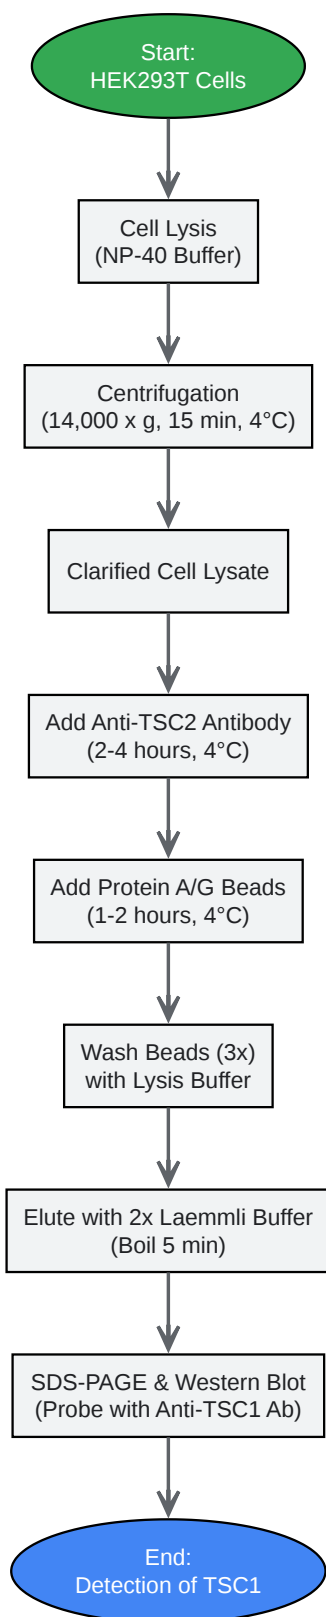 Start:
HEK293T Cells
Cell Lysis
(NP-40 Buffer)
Centrifugation
(14,000 x g, 15 min, 4°C)
Clarified Cell Lysate
Add Anti-TSC2 Antibody
(2-4 hours, 4°C)
Add Protein A/G Beads
(1-2 hours, 4°C)
Wash Beads (3x)
with Lysis Buffer
Elute with 2x Laemmli Buffer
(Boil 5 min)
SDS-PAGE & Western Blot
(Probe with Anti-TSC1 Ab)
End:
Detection of TSC1